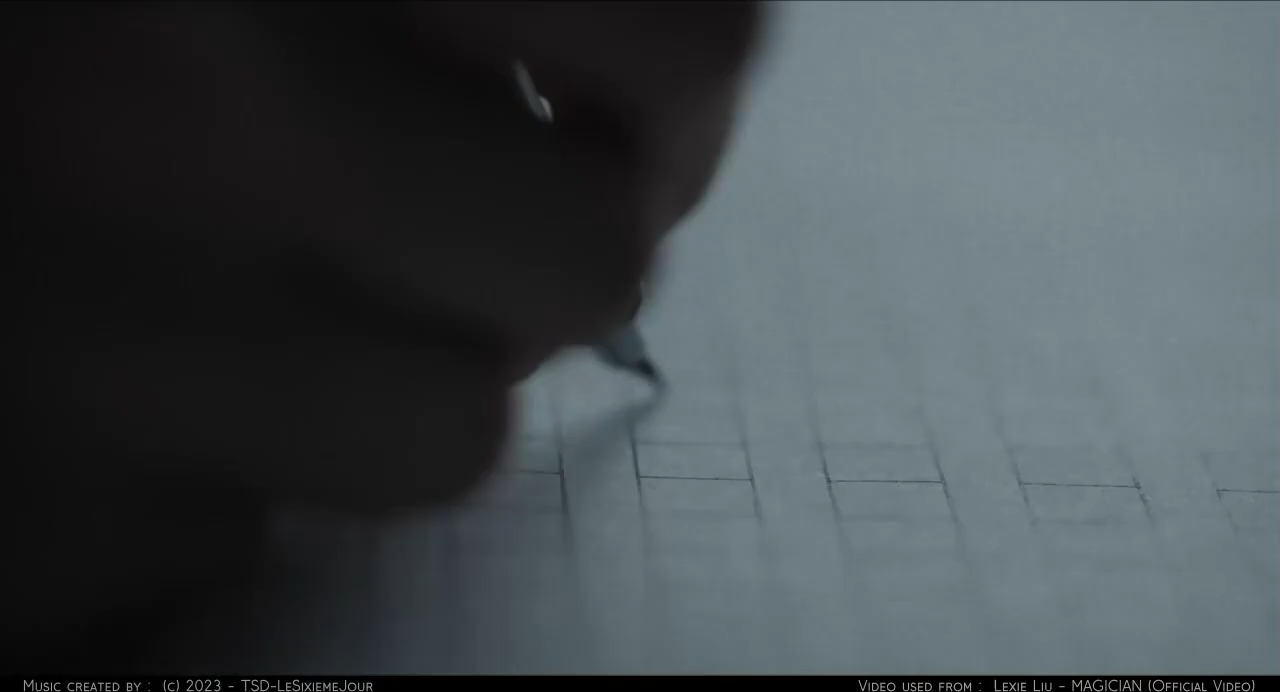 Music created by : (c) 2023 - TSD-LeSixiemeJour
Video used from : Lexie Liu - MAGICIAN (Official Video)